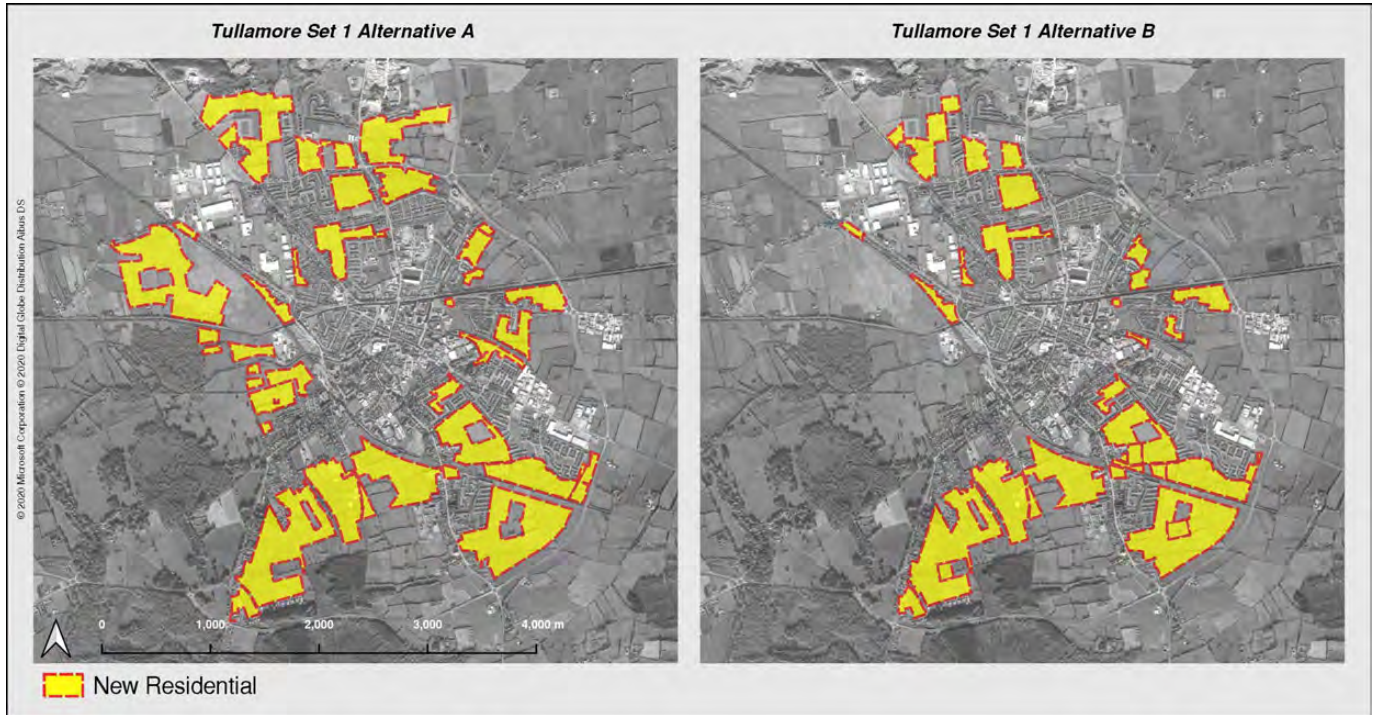 Tullamore Set 1 Alternative A
Tullamore Set 1 Alternative B
© 2020 Microsoft Corporation © 2020 Digital Globe Distribution Aibus DS
0 1,000 2,000 3,000 4,000 m
New Residential